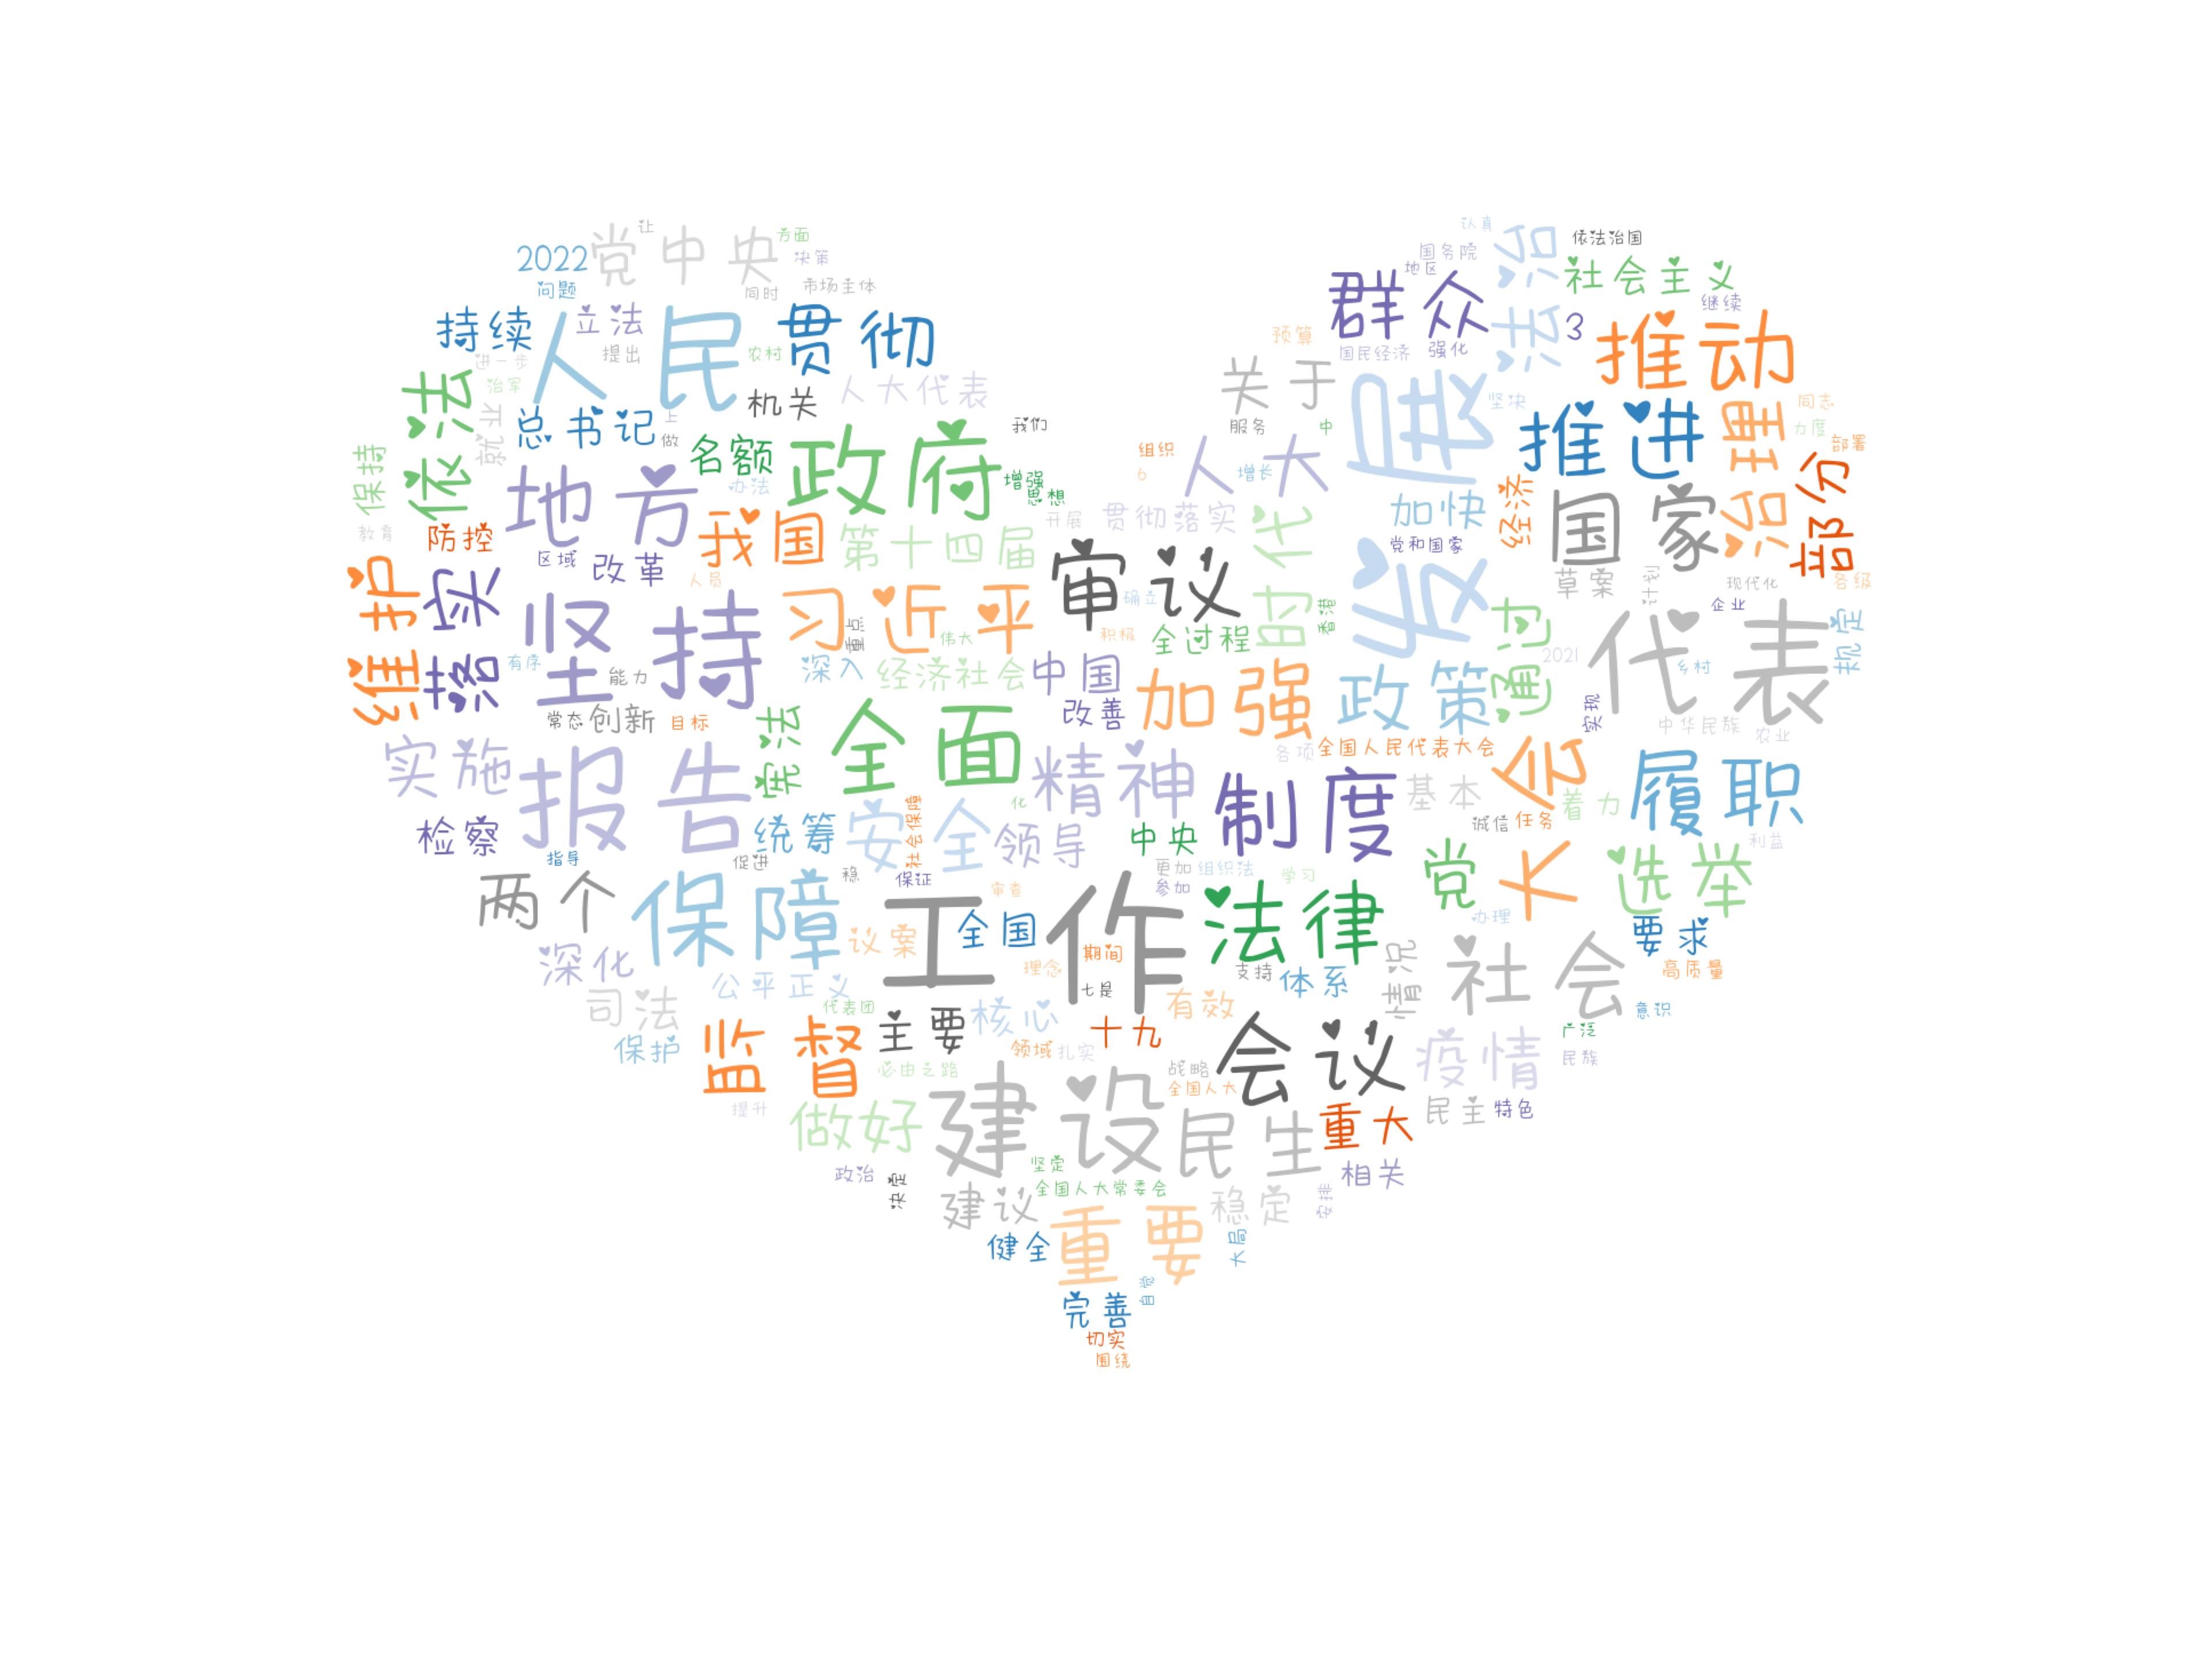 让
党中央
方面
2022
决策
问题
同时
市场主体
认真
国务院
地区
法治
依法治国
社会主义
继续
群众
3
持续
人民
立法
提出
农村
贯彻
预算
国民经济
强化
推动
进一步
治军
依法
就业
机关
人大代表
关于
发展
坚决
推进
治理
同志
力度
部署
总书记
上
做
名额
政府
我们
服务
中
部分
保持
地方
办法
增强
思想
组织
6
人大
增长
加快
经济
国家
教育
防控
区域
改革
我国
人员
第十四届
开展
贯彻落实
时代
党和国家
草案
计划
现代化
企业
各级
维护
落实
坚持
习近平
重点
伟大
审议
确立
积极
全过程
香港
通过
2021
代表
乡村
规定
有序
能力
深入
经济社会
中国
改善
加强
政策
实现
中华民族
农业
常态
创新
目标
宪法
全面
各项
全国人民代表大会
大会
实施
报告
精神
制度
基本
着力
履职
检察
指导
统筹
促进
安全
社会保障
化
领导
中央
诚信
任务
利益
两个
保障
稳
保证
审查
更加
组织法
参加
学习
党
选举
工作
全国
法律
办理
要求
议案
期间
深化
公平正义
理念
支持
体系
情况
社会
高质量
司法
代表团
七是
有效
意识
保护
监督
主要
核心
十九
领域
扎实
会议
疫情
广泛
民族
必由之路
战略
全国人大
提升
做好
建设
民生
重大
民主
特色
政治
决定
坚定
全国人大常委会
相关
建议
稳定
安排
健全
重要
大局
完善
自觉
切实
围绕